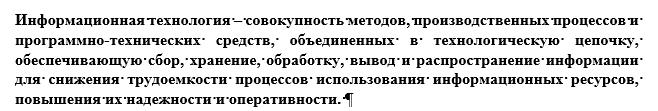 Информационная технология – совокупность методов, производственных процессов и
программно-технических средств, объединенных в технологическую цепочку,
обеспечивающую сбор, хранение, обработку, вывод и распространение информации
для снижения трудоемкости процессов использования информационных ресурсов,
повышения их надежности и оперативности. ¶